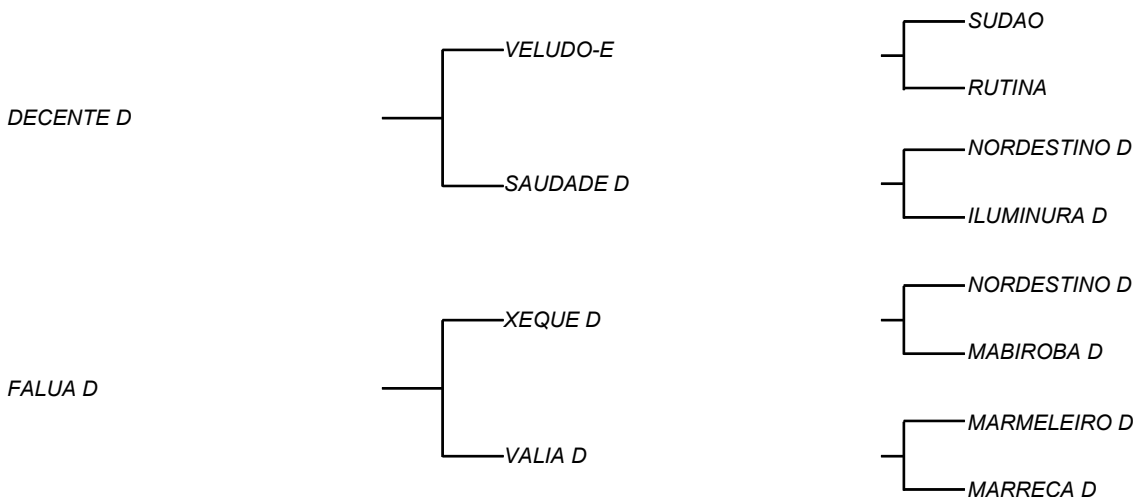 SUDAO
VELUDO-E
RUTINA
DECENTE D
NORDESTINO D
SAUDADE D
ILUMINURA D
NORDESTINO D
XEQUE D
MABIROBA D
FALUA D
MARMELEIRO D
VALIA D
MARRECA D